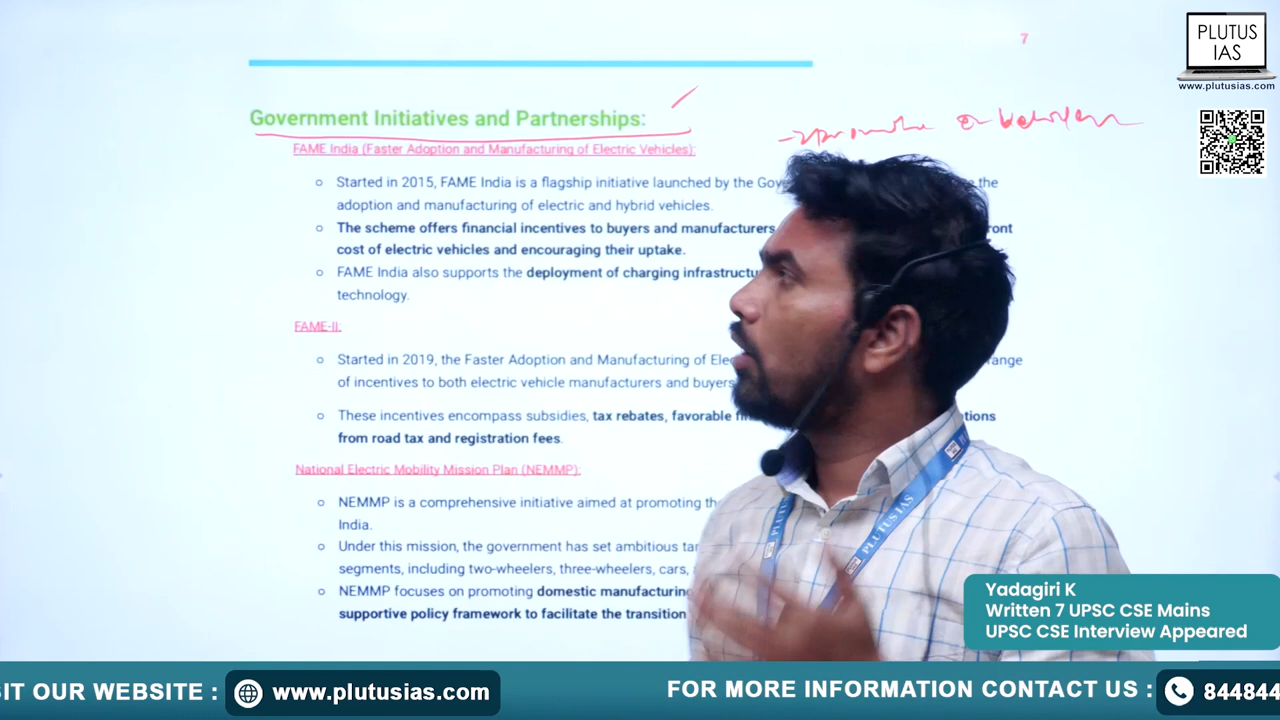 7
PLUTUS
IAS
www.plutusias.com
Government Initiatives and Partnerships:
FAME India (Faster Adoption and Manufacturing of Electric Vehicles):
Started in 2015, FAME India is a flagship initiative launched by the Gov the
adoption and manufacturing of electric and hybrid vehicles.
The scheme offers financial incentives to buyers and manufacturers ront
cost of electric vehicles and encouraging their uptake.
FAME India also supports the deployment of charging infrastructu
technology.
FAME-II:
Started in 2019, the Faster Adoption and Manufacturing of Elec range
of incentives to both electric vehicle manufacturers and buyers
These incentives encompass subsidies, tax rebates, favorable tions
from road tax and registration fees.
National Electric Mobility Mission Plan (NEMMP):
NEMMP is a comprehensive initiative aimed at promoting th
India.
Under this mission, the government has set ambitious tar
segments, including two-wheelers, three-wheelers, cars,
NEMMP focuses on promoting domestic manufacturing
supportive policy framework to facilitate the transition
PLUTUS IAS
Yadagiri K
Written 7 UPSC CSE Mains
UPSC CSE Interview Appeared
SIT OUR WEBSITE : www.plutusias.com
FOR MORE INFORMATION CONTACT US : 844844